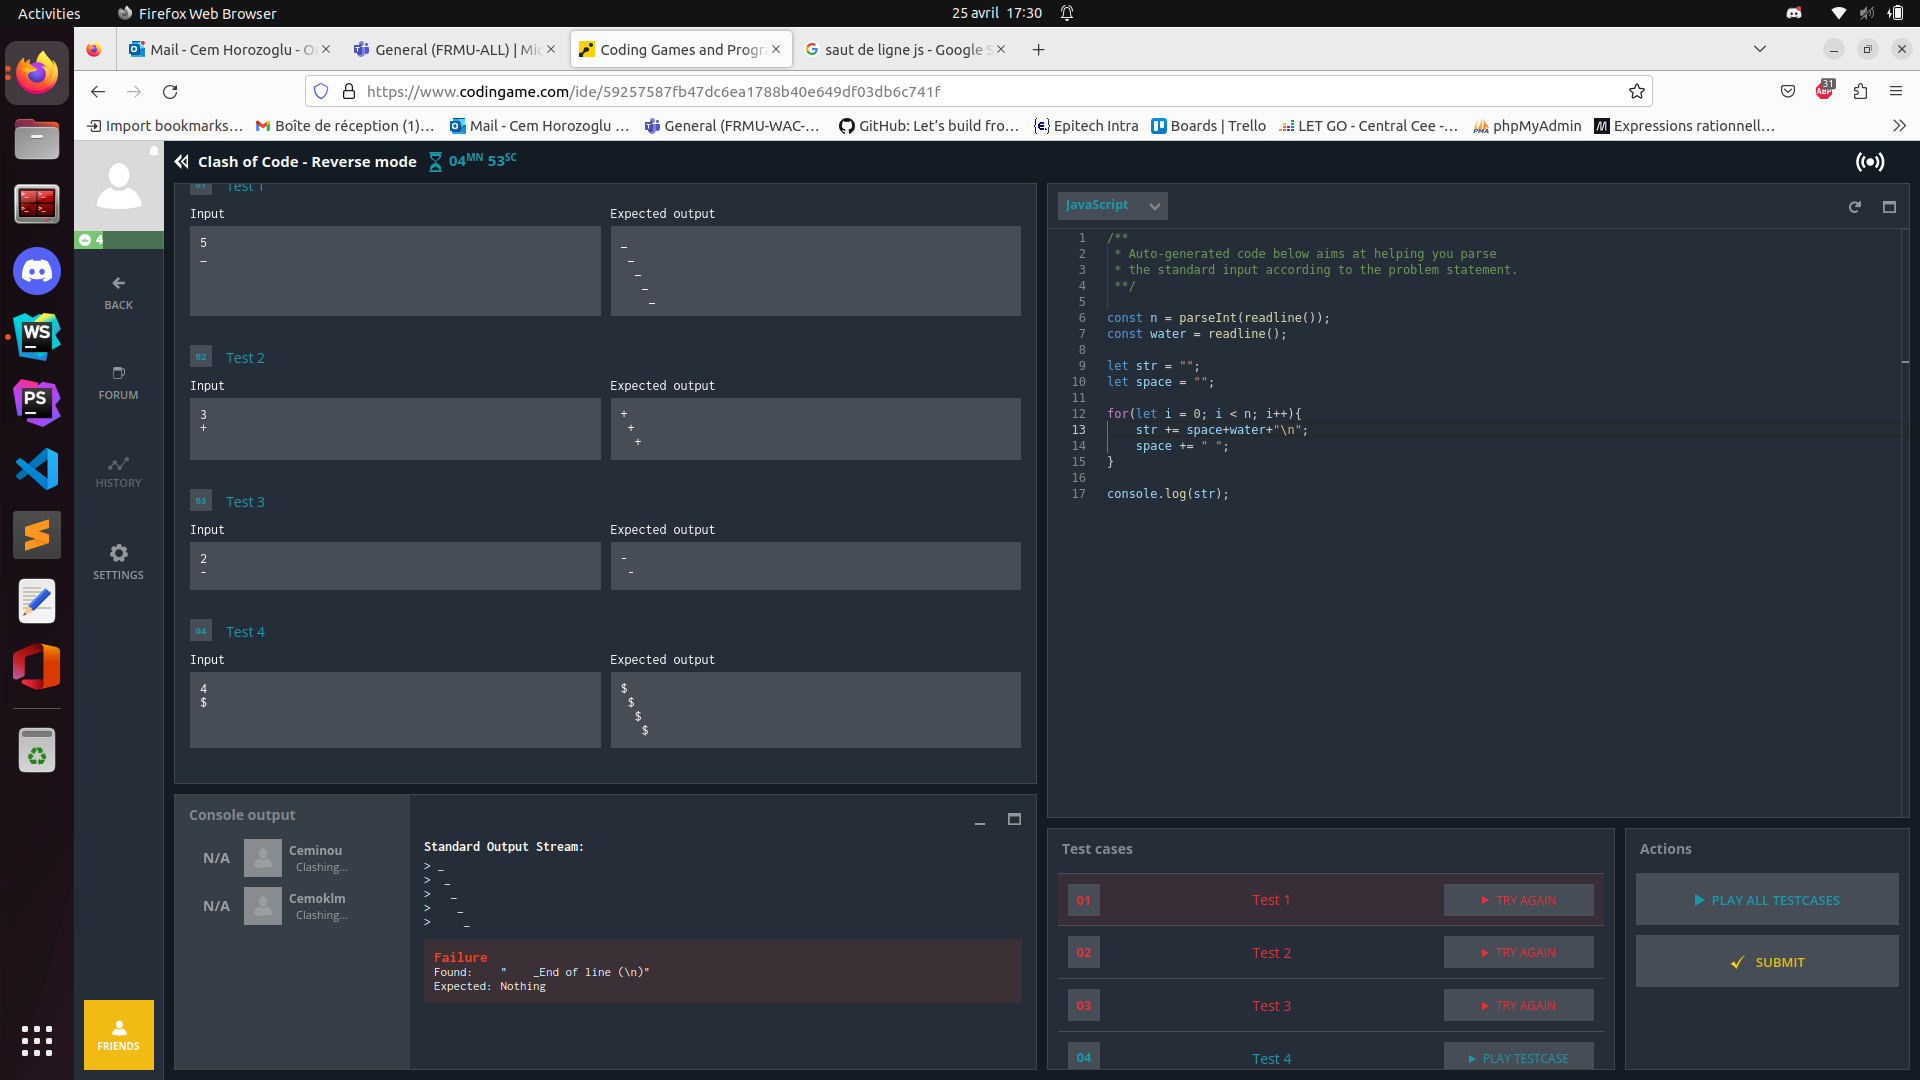 Activities
Firefox Web Browser
25 avril 17:30
Mail - Cem Horozoglu - O
General (FRMU-ALL) | Mic
Coding Games and Progra
saut de ligne js - Google S
https://www.codingame.com/ide/59257587fb47dc6ea1788b40e649df03db6c741f
31
ABP
Import bookmarks…
Boîte de réception (1)…
Mail - Cem Horozoglu …
General (FRMU-WAC-…
GitHub: Let's build fro…
Epitech Intra
Boards | Trello
LET GO - Central Cee -…
phpMyAdmin
Expressions rationnell…
Clash of Code - Reverse mode
04MN 53SC
4
BACK
FORUM
HISTORY
SETTINGS
FRIENDS
WS
PS
01 Test 1
Input
Expected output
5
_
_
 _
  _
   _
    _
02 Test 2
Input
Expected output
3
+
+
 +
  +
03 Test 3
Input
Expected output
2
-
-
 -
04 Test 4
Input
Expected output
4
$
$
 $
  $
   $
Console output
N/A
Ceminou
Clashing...
N/A
Cemoklm
Clashing...
Standard Output Stream:
> _
>  _
>   _
>    _
>     _
Failure
Found:    "    _End of line (\n)"
Expected: Nothing
JavaScript
1 /**
2  * Auto-generated code below aims at helping you parse
3  * the standard input according to the problem statement.
4  **/
5
6 const n = parseInt(readline());
7 const water = readline();
8
9 let str = "";
10 let space = "";
11
12 for(let i = 0; i < n; i++){
13     str += space+water+"\n";
14     space += " ";
15 }
16
17 console.log(str);
Test cases
01 Test 1 TRY AGAIN
02 Test 2 TRY AGAIN
03 Test 3 TRY AGAIN
04 Test 4 PLAY TESTCASE
Actions
PLAY ALL TESTCASES
SUBMIT